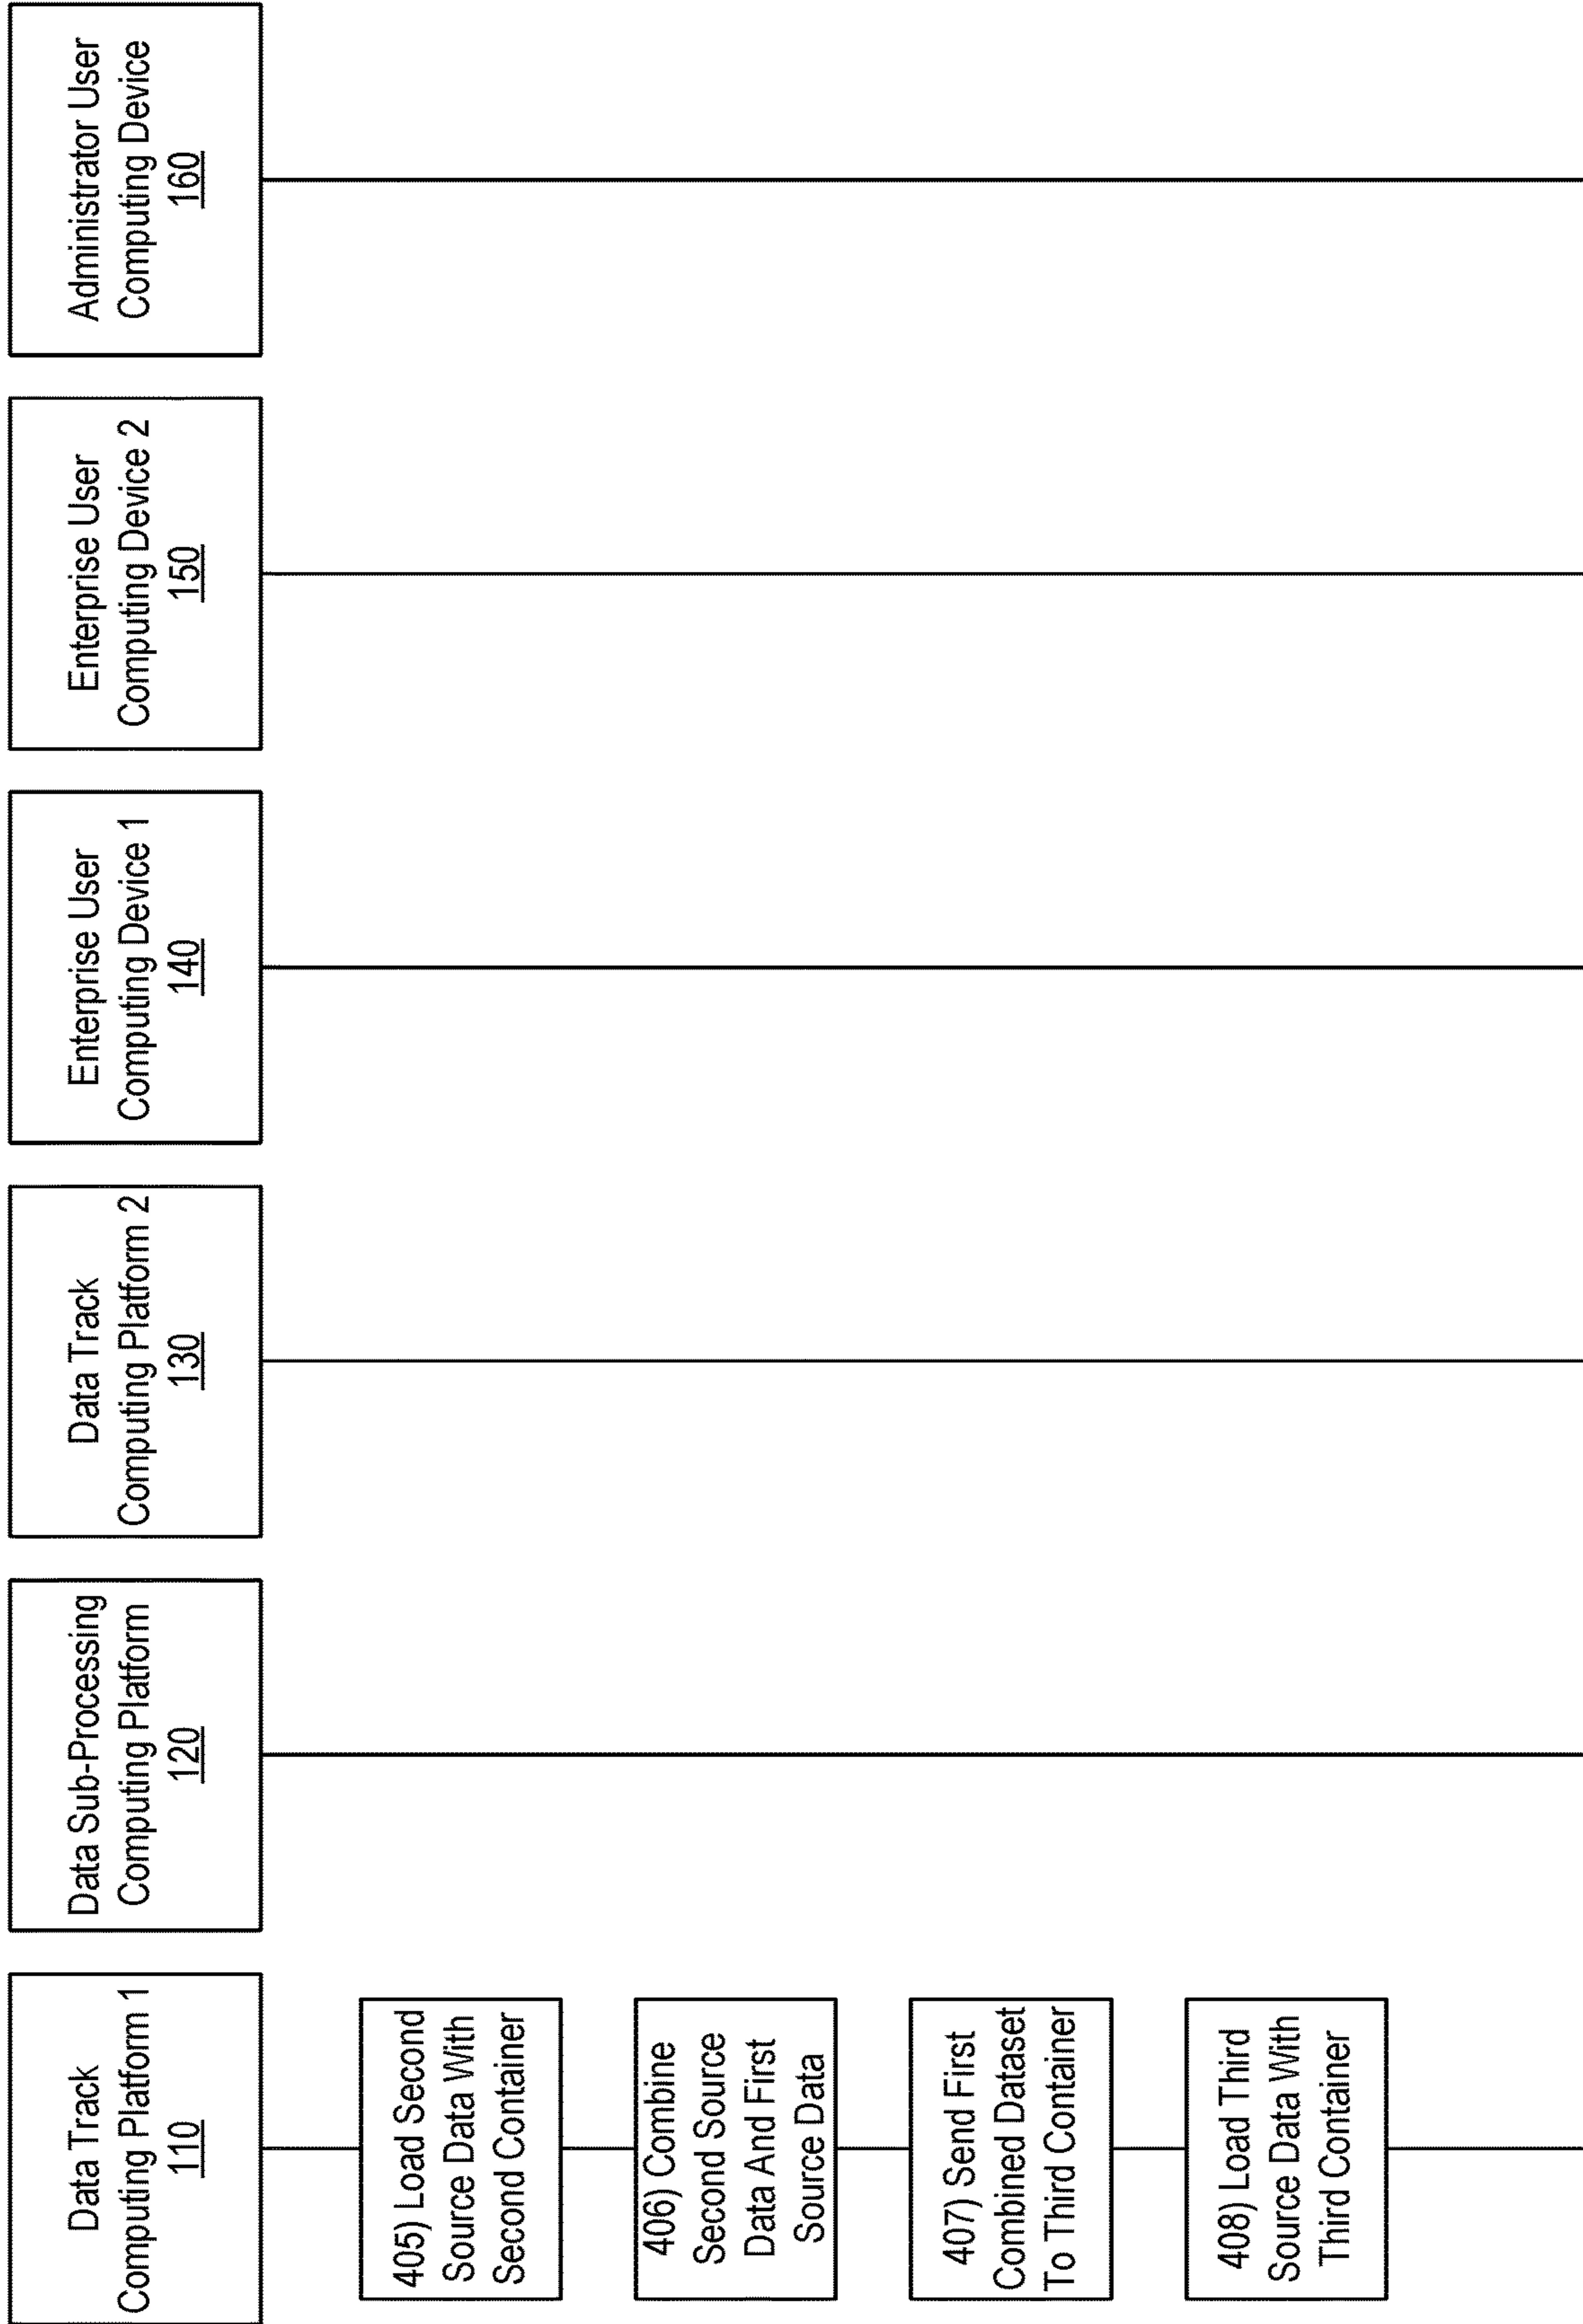 Data Track
Computing Platform 1
110
Data Sub-Processing
Computing Platform
120
Data Track
Computing Platform 2
130
Enterprise User
Computing Device 1
140
Enterprise User
Computing Device 2
150
Administrator User
Computing Device
160
405) Load Second
Source Data With
Second Container
406) Combine
Second Source
Data And First
Source Data
407) Send First
Combined Dataset
To Third Container
408) Load Third
Source Data With
Third Container